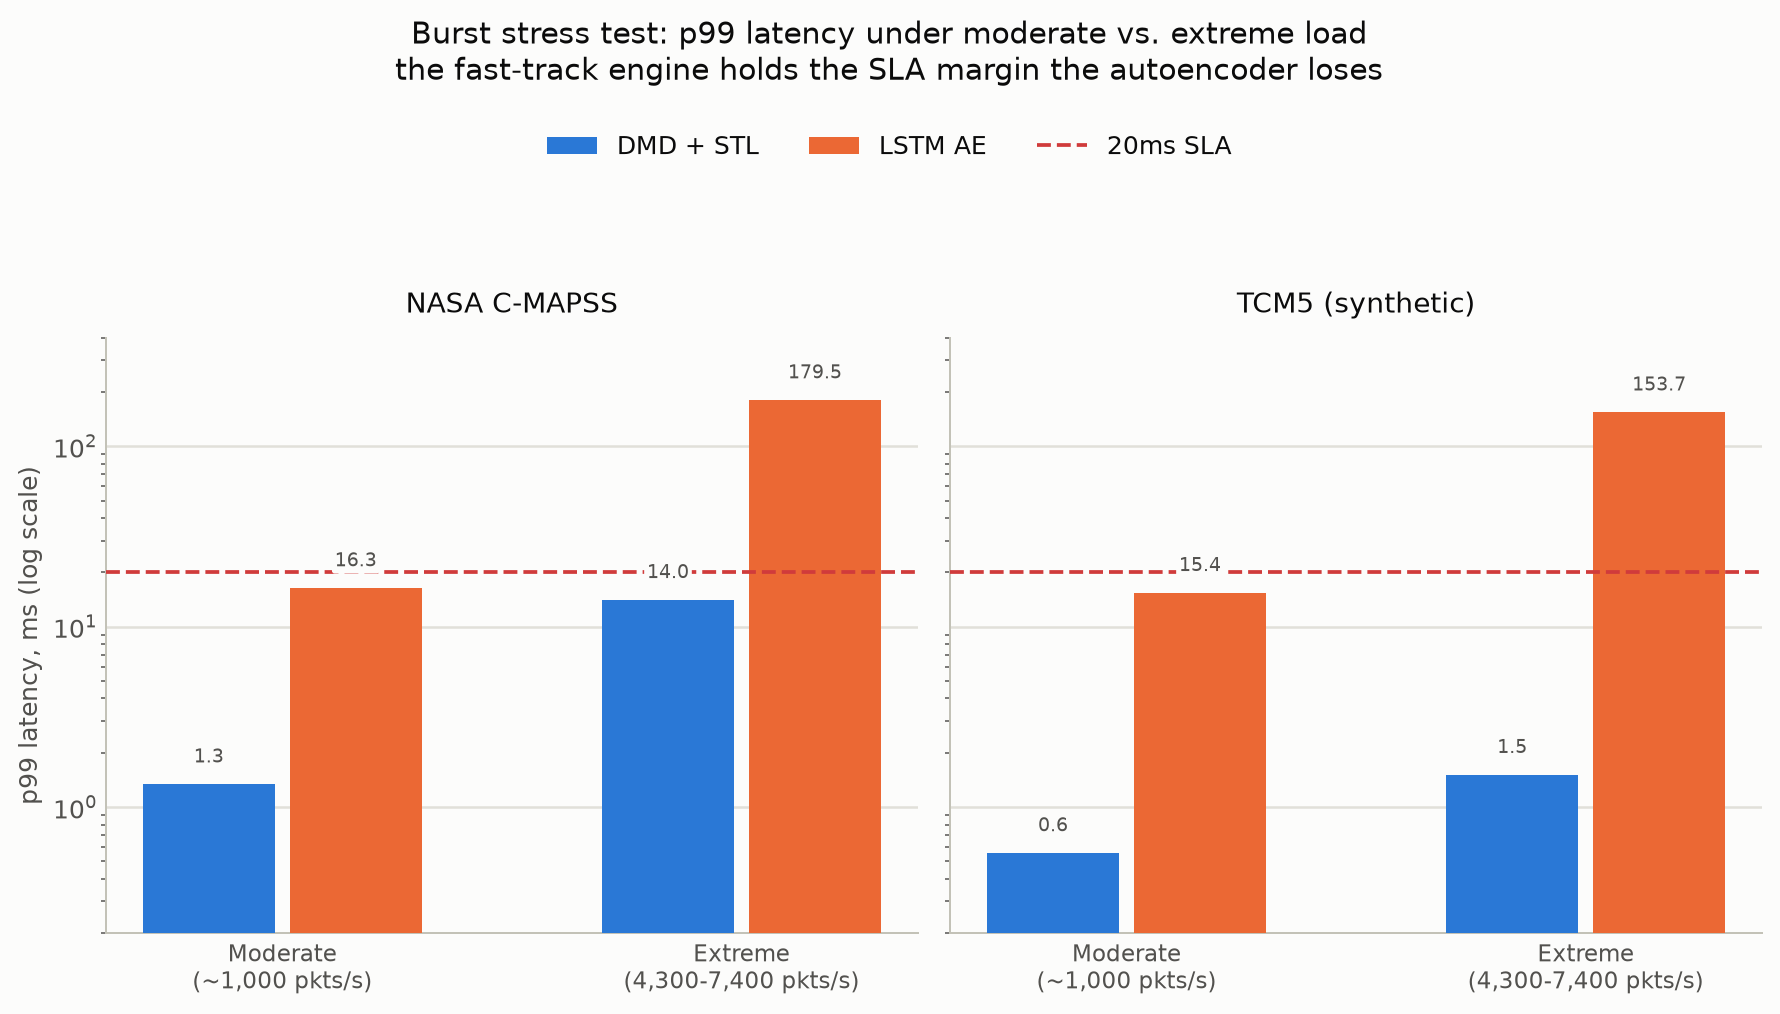 Burst stress test: p99 latency under moderate vs. extreme load
the fast-track engine holds the SLA margin the autoencoder loses
DMD + STL
LSTM AE
20ms SLA
NASA C-MAPSS
p99 latency, ms (log scale)
10²
10¹
10⁰
1.3
16.3
14.0
179.5
Moderate
(~1,000 pkts/s)
Extreme
(4,300-7,400 pkts/s)
TCM5 (synthetic)
0.6
15.4
1.5
153.7
Moderate
(~1,000 pkts/s)
Extreme
(4,300-7,400 pkts/s)